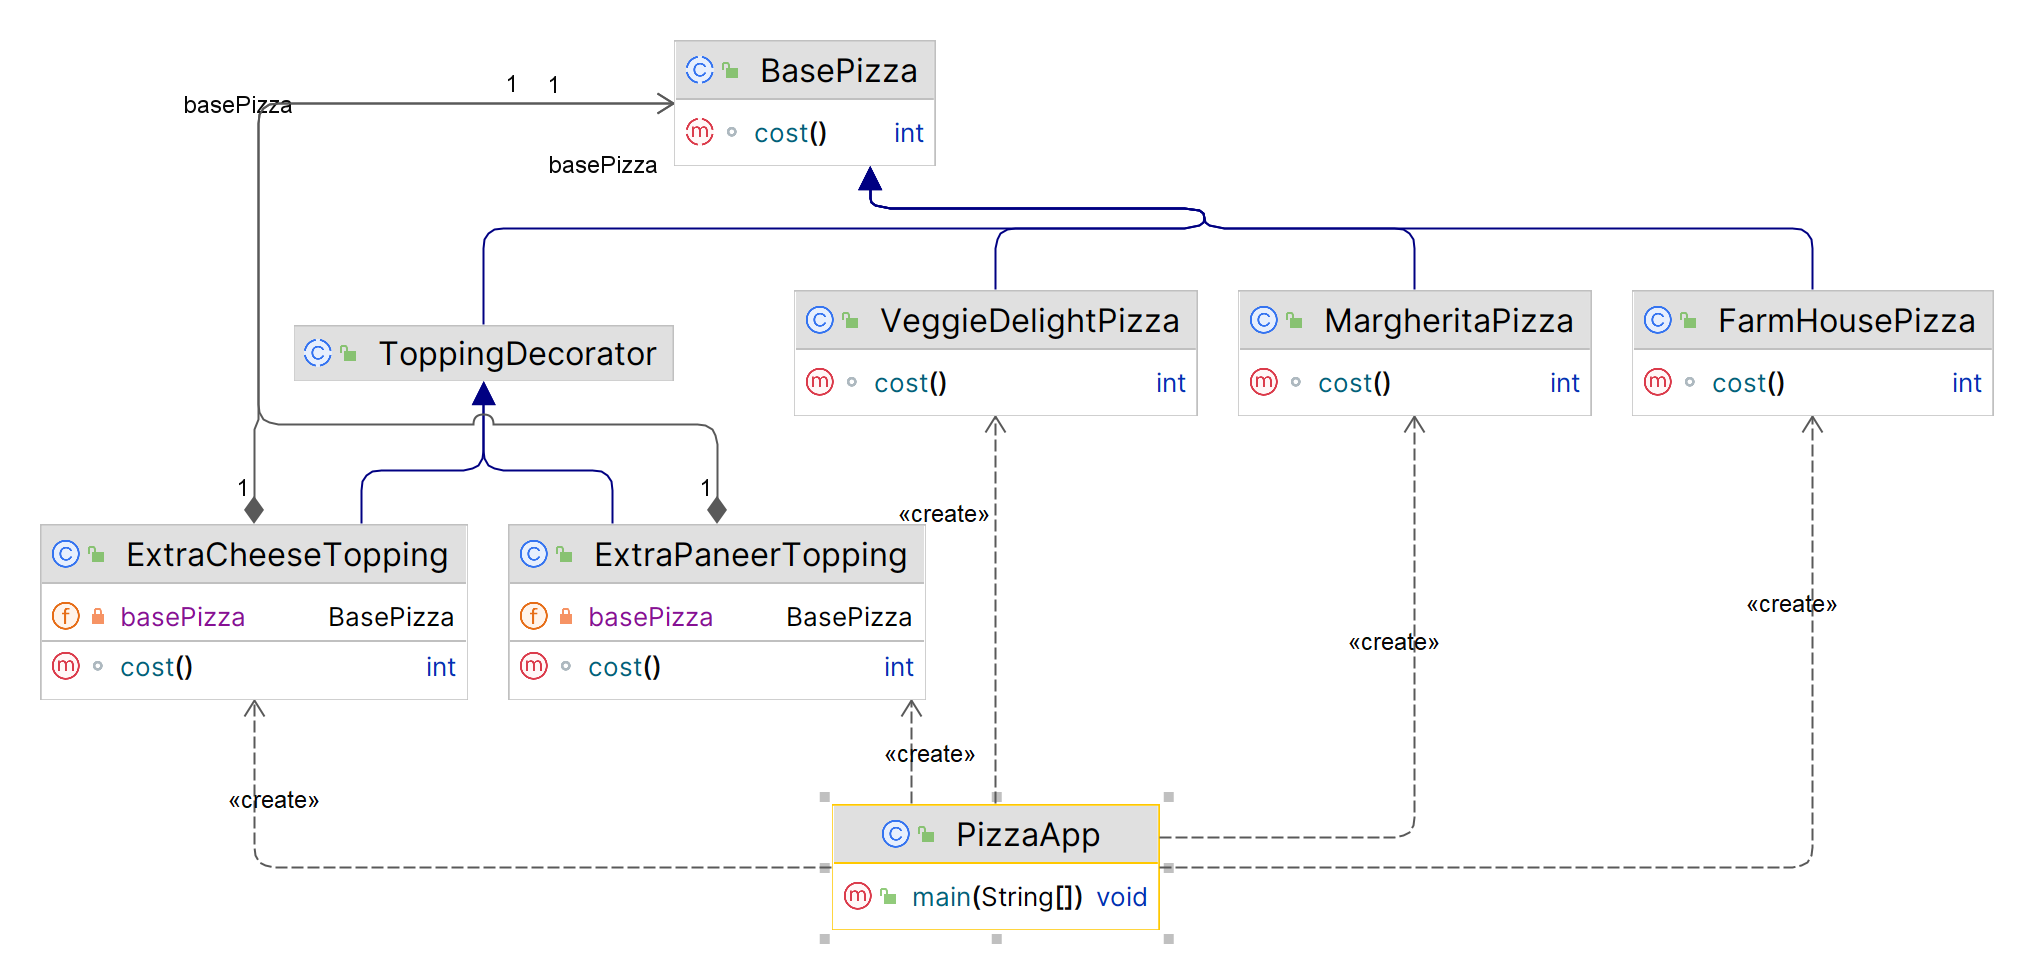 BasePizza
1 1
basePizza
cost() int
basePizza
VeggieDelightPizza
cost() int
MargheritaPizza
cost() int
FarmHousePizza
cost() int
ToppingDecorator
1
1
«create»
ExtraCheeseTopping
basePizza BasePizza
cost() int
ExtraPaneerTopping
basePizza BasePizza
cost() int
«create»
«create»
«create»
«create»
PizzaApp
main(String[]) void